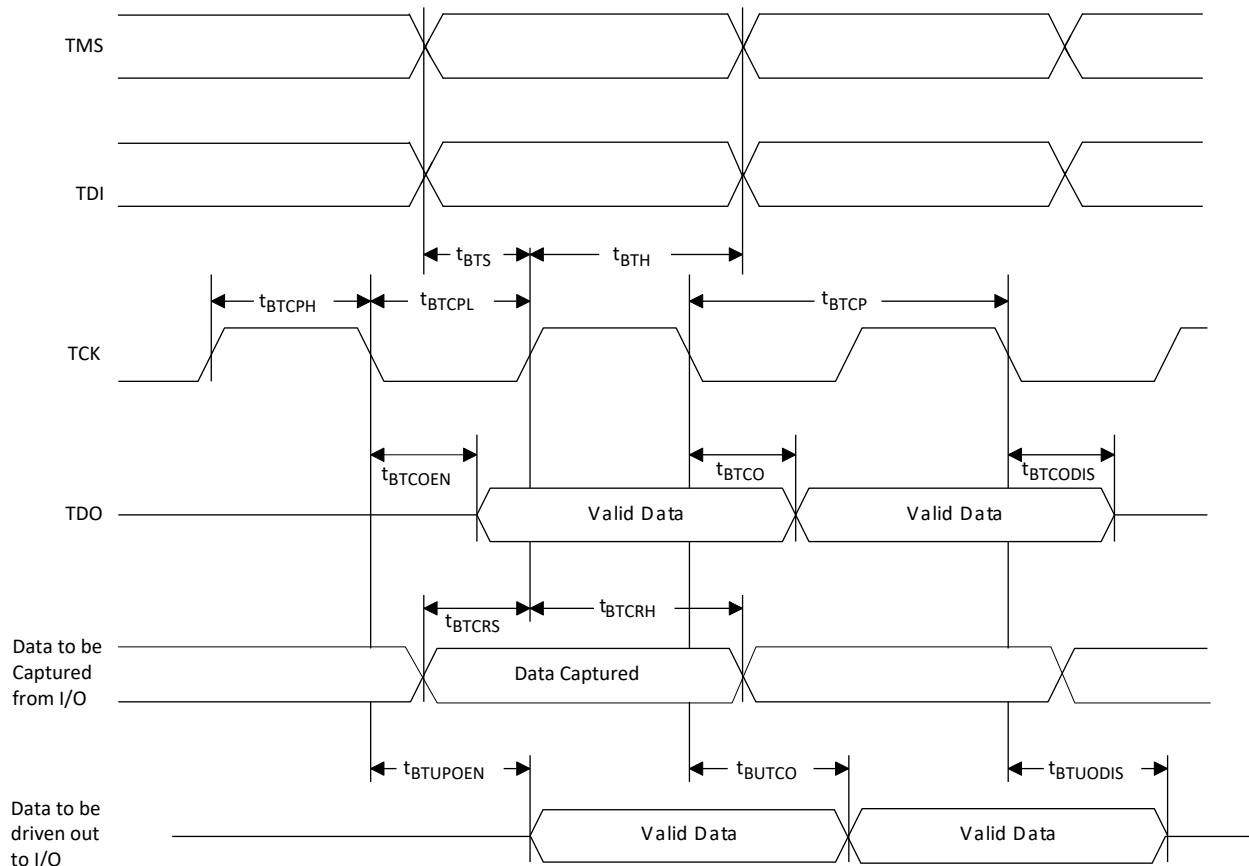 TMS
TDI
tBTS
tBTH
tBTCPH
tBTCPL
tBTCP
TCK
tBTCOEN
tBTCO
tBTCODIS
TDO
Valid Data
Valid Data
tBTCRS
tBTCRH
Data to be
Captured
from I/O
Data Captured
tBTUPOEN
tBUTCO
tBTUODIS
Data to be
driven out
to I/O
Valid Data
Valid Data